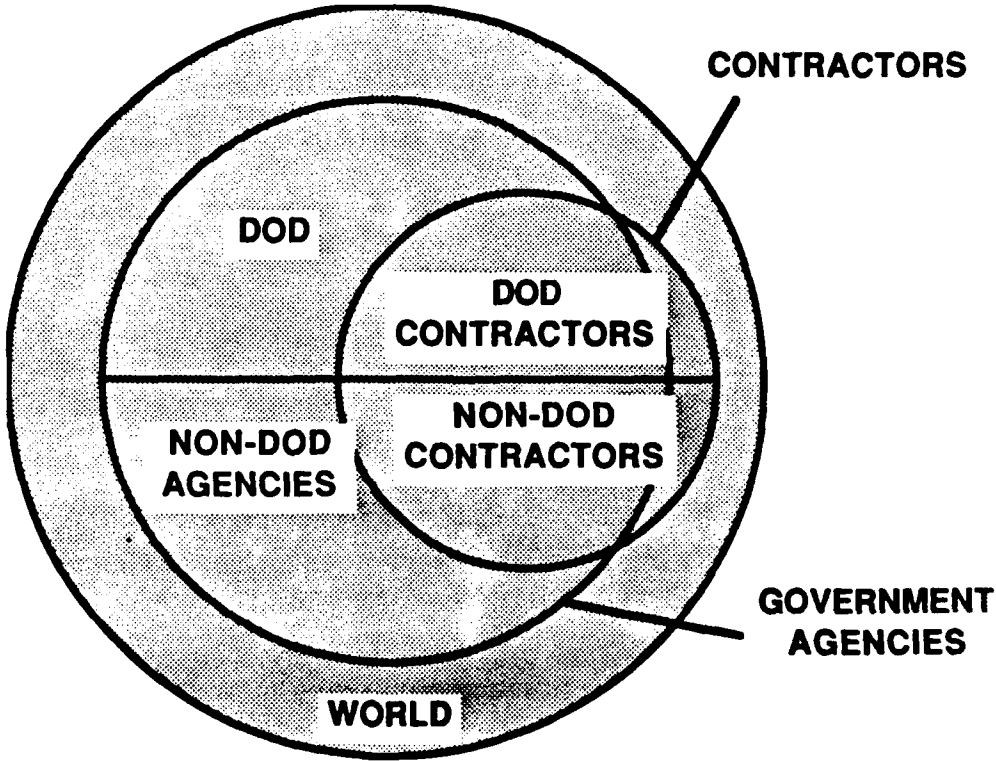 CONTRACTORS
DOD
DOD
CONTRACTORS
NON-DOD
CONTRACTORS
NON-DOD
AGENCIES
GOVERNMENT
AGENCIES
WORLD